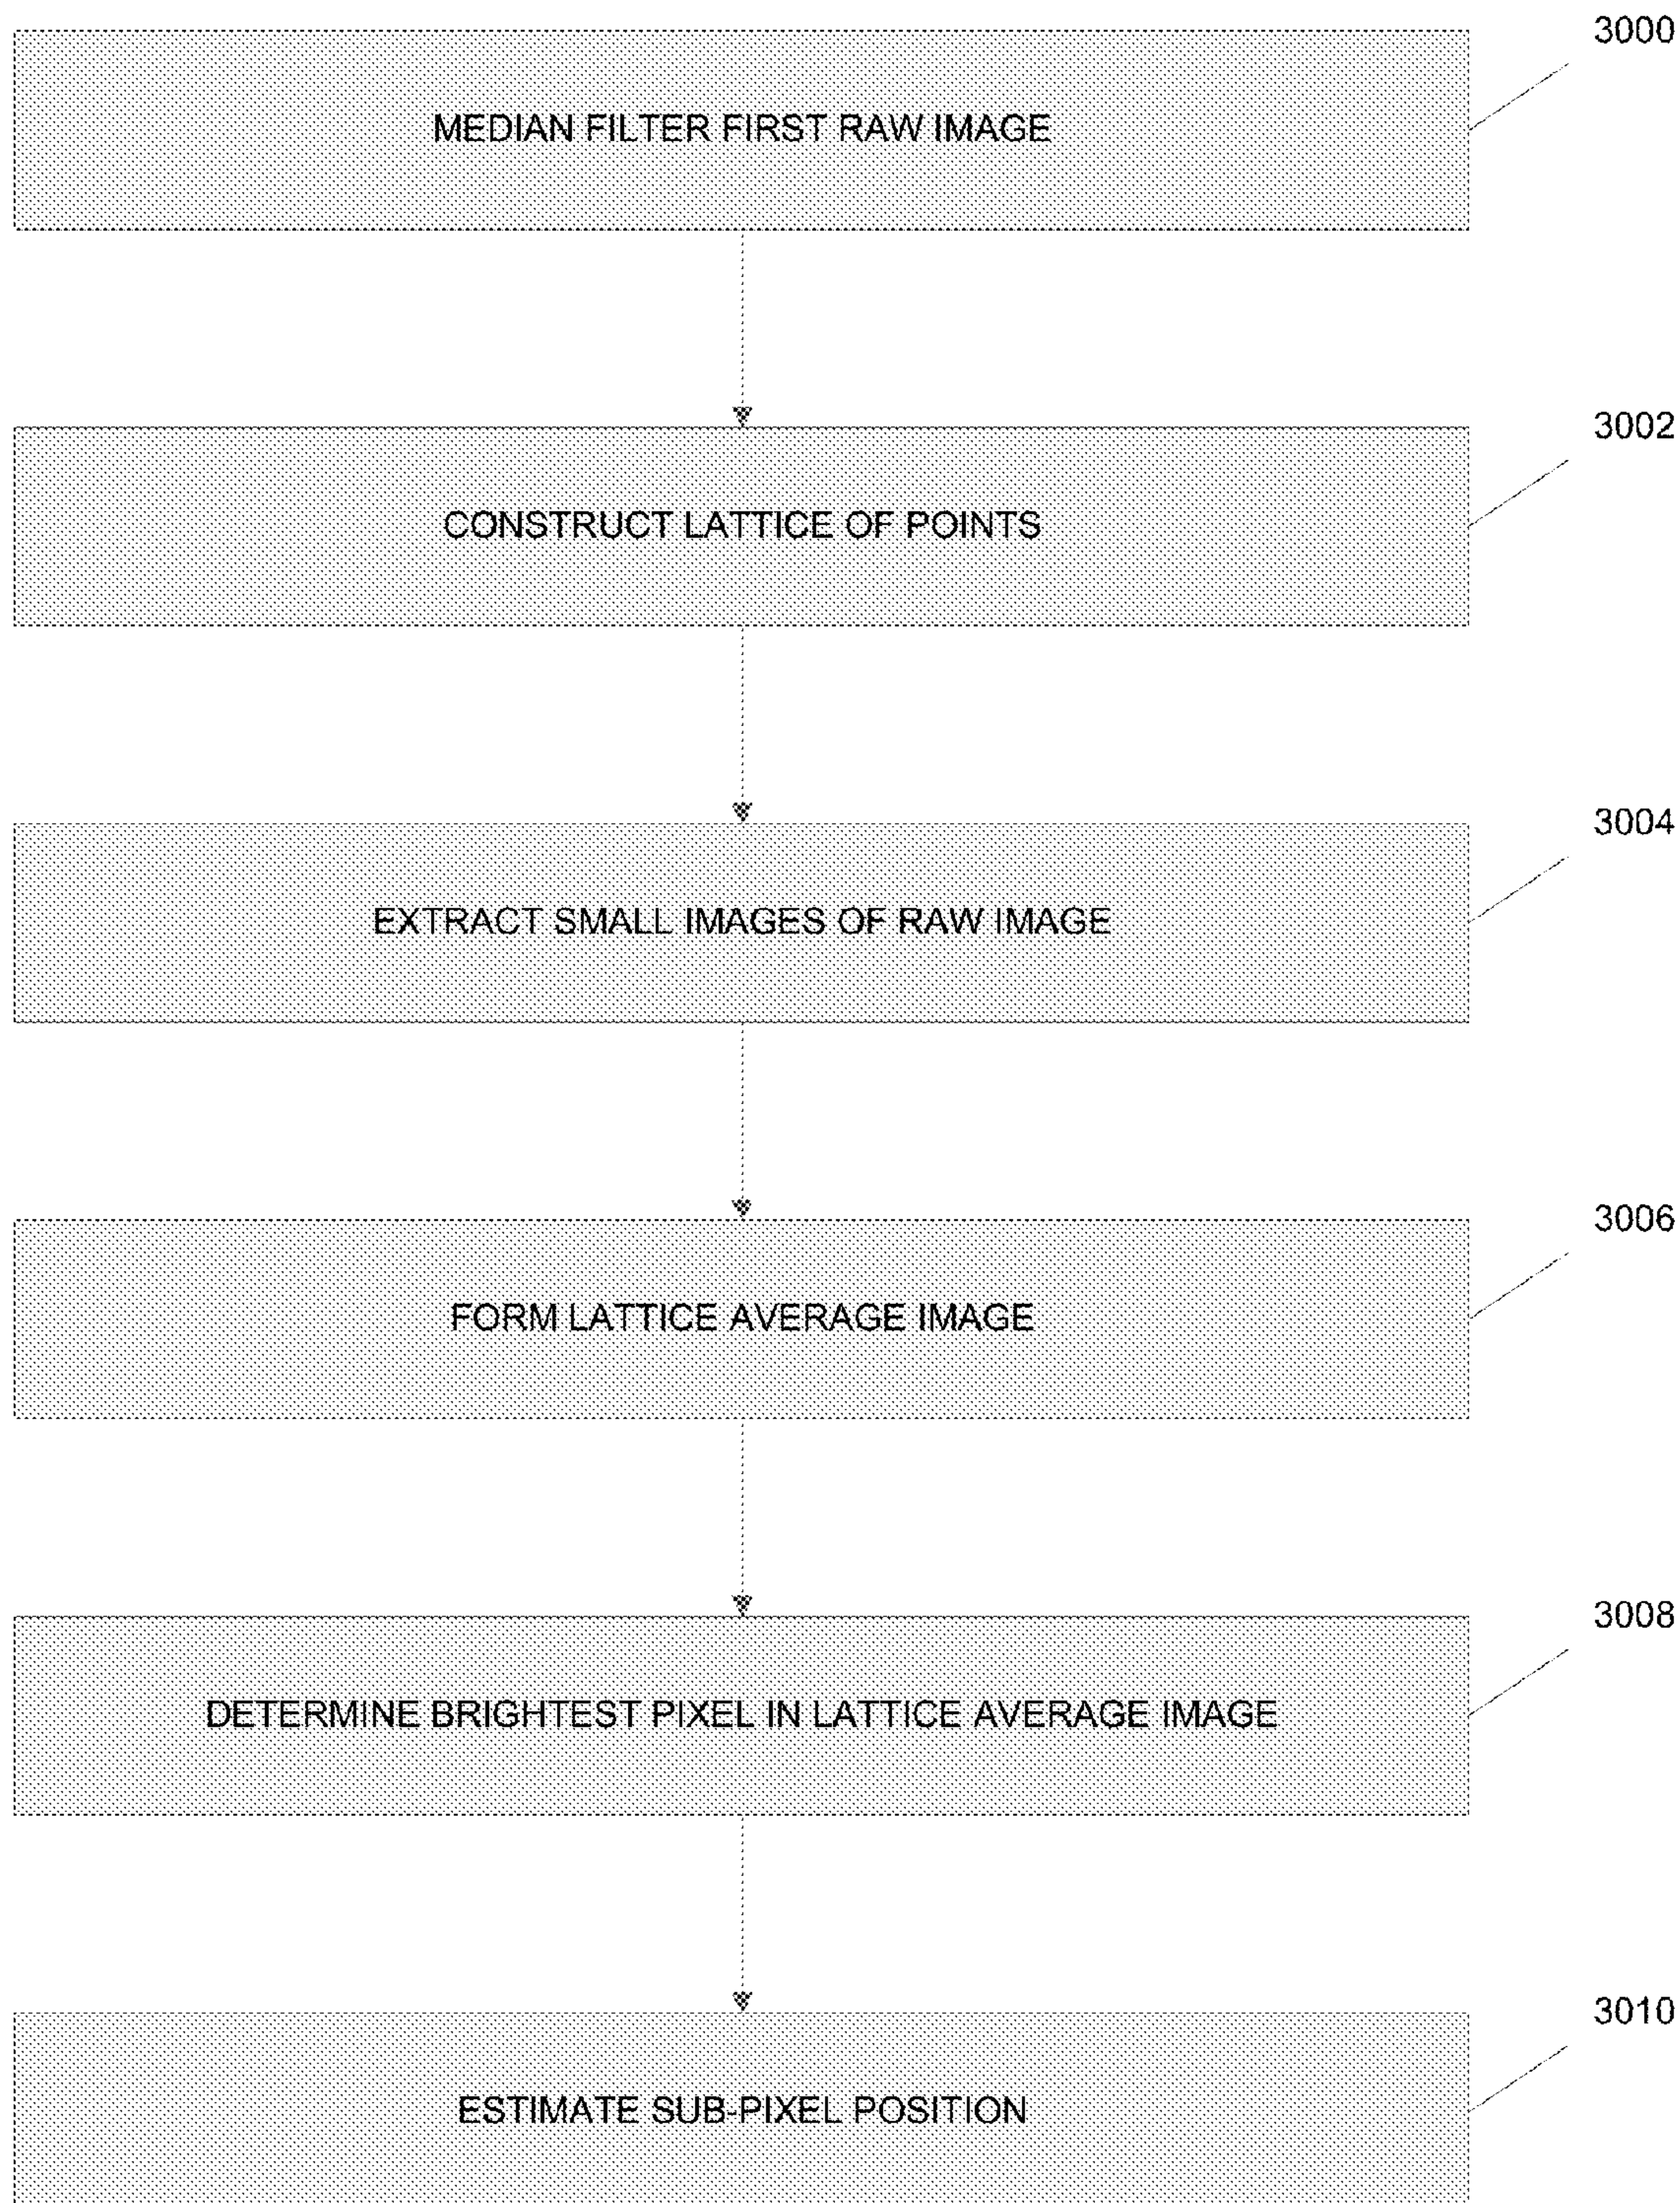 3000
MEDIAN FILTER FIRST RAW IMAGE
3002
CONSTRUCT LATTICE OF POINTS
3004
EXTRACT SMALL IMAGES OF RAW IMAGE
3006
FORM LATTICE AVERAGE IMAGE
3008
DETERMINE BRIGHTEST PIXEL IN LATTICE AVERAGE IMAGE
3010
ESTIMATE SUB-PIXEL POSITION